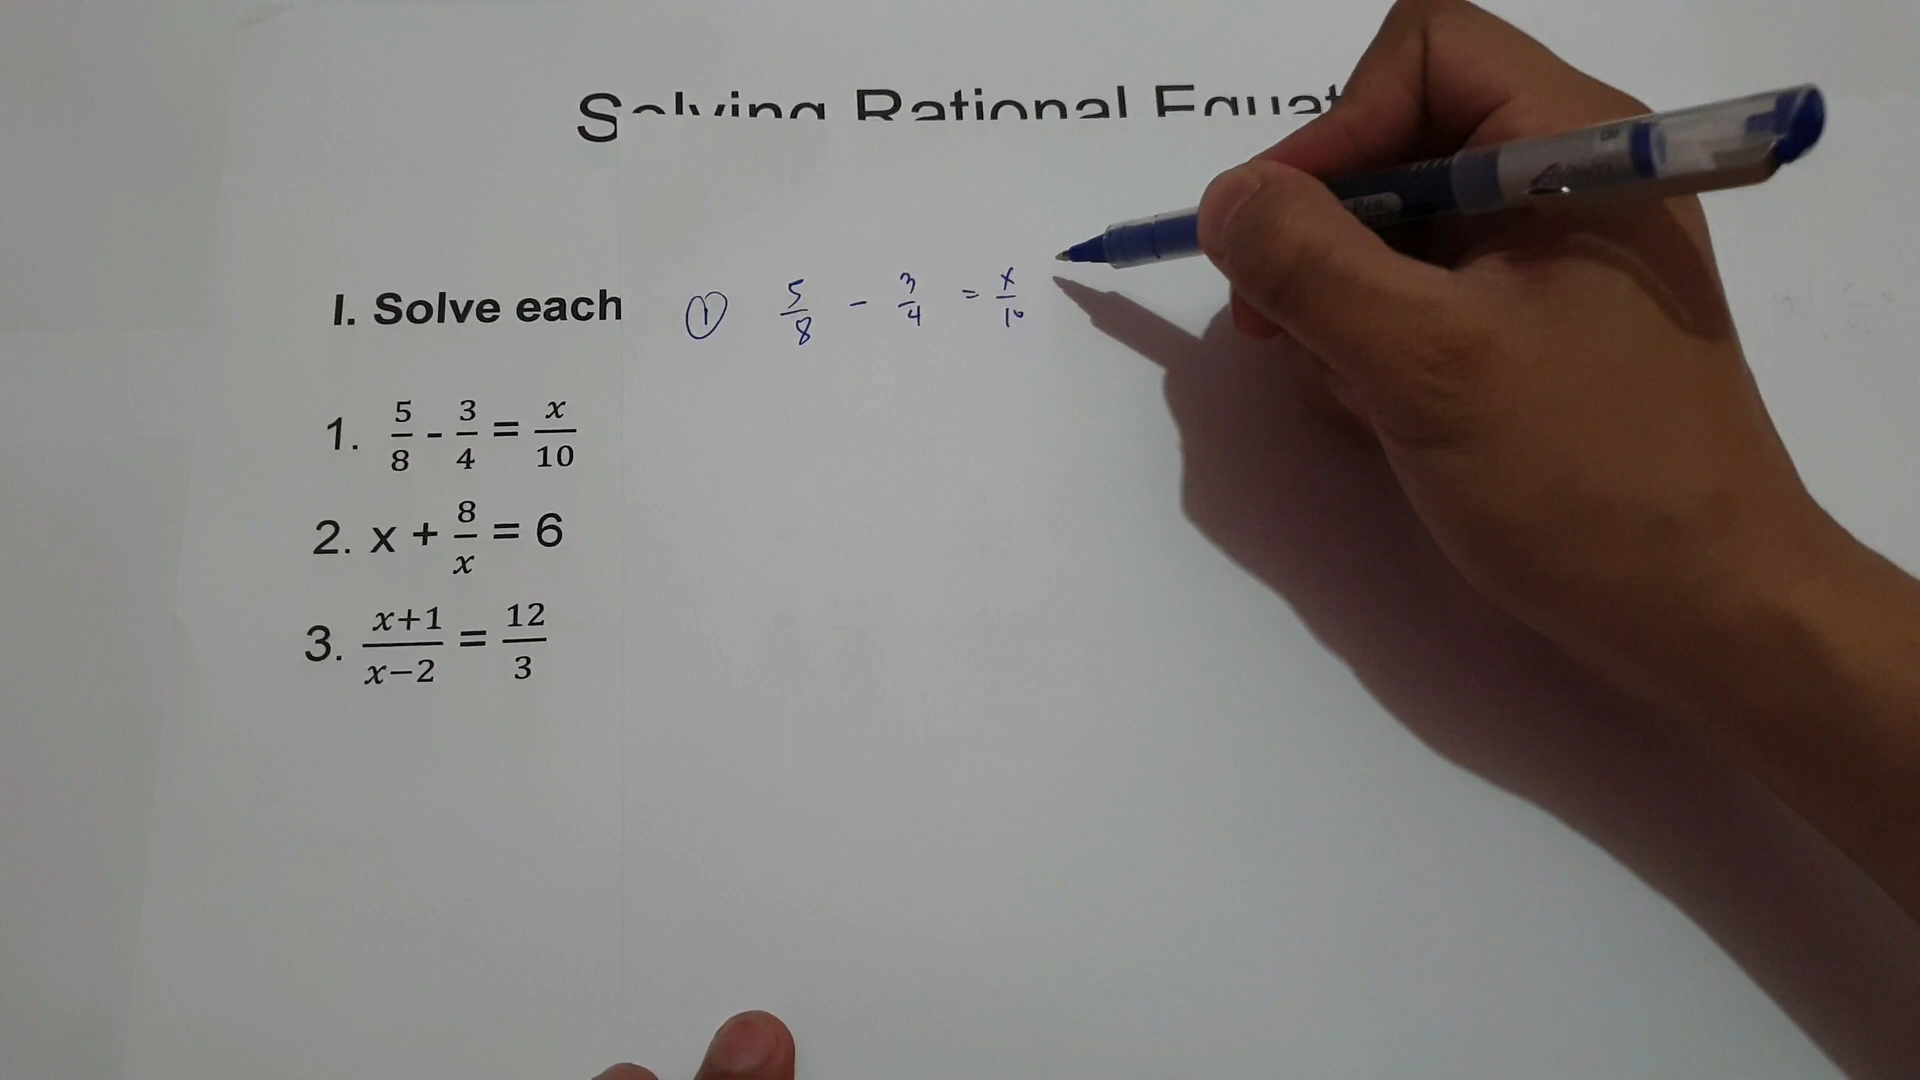 Solving Rational Equat
I. Solve each
① 5/8 - 3/4 = x/10
1. 5/8 - 3/4 = x/10
2. x + 8/x = 6
3. x+1/x−2 = 12/3